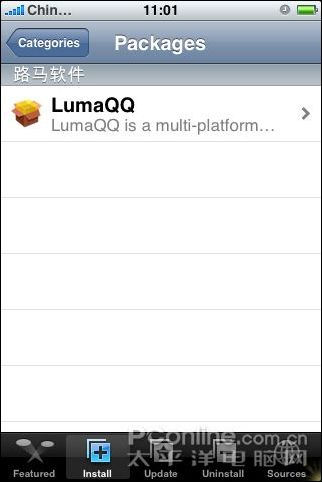 Chin... 11:01
Categories Packages
路马软件
LumaQQ
LumaQQ is a multi-platform...
PConline.com.cn
太平洋电脑网
Featured Install Update Uninstall Sources